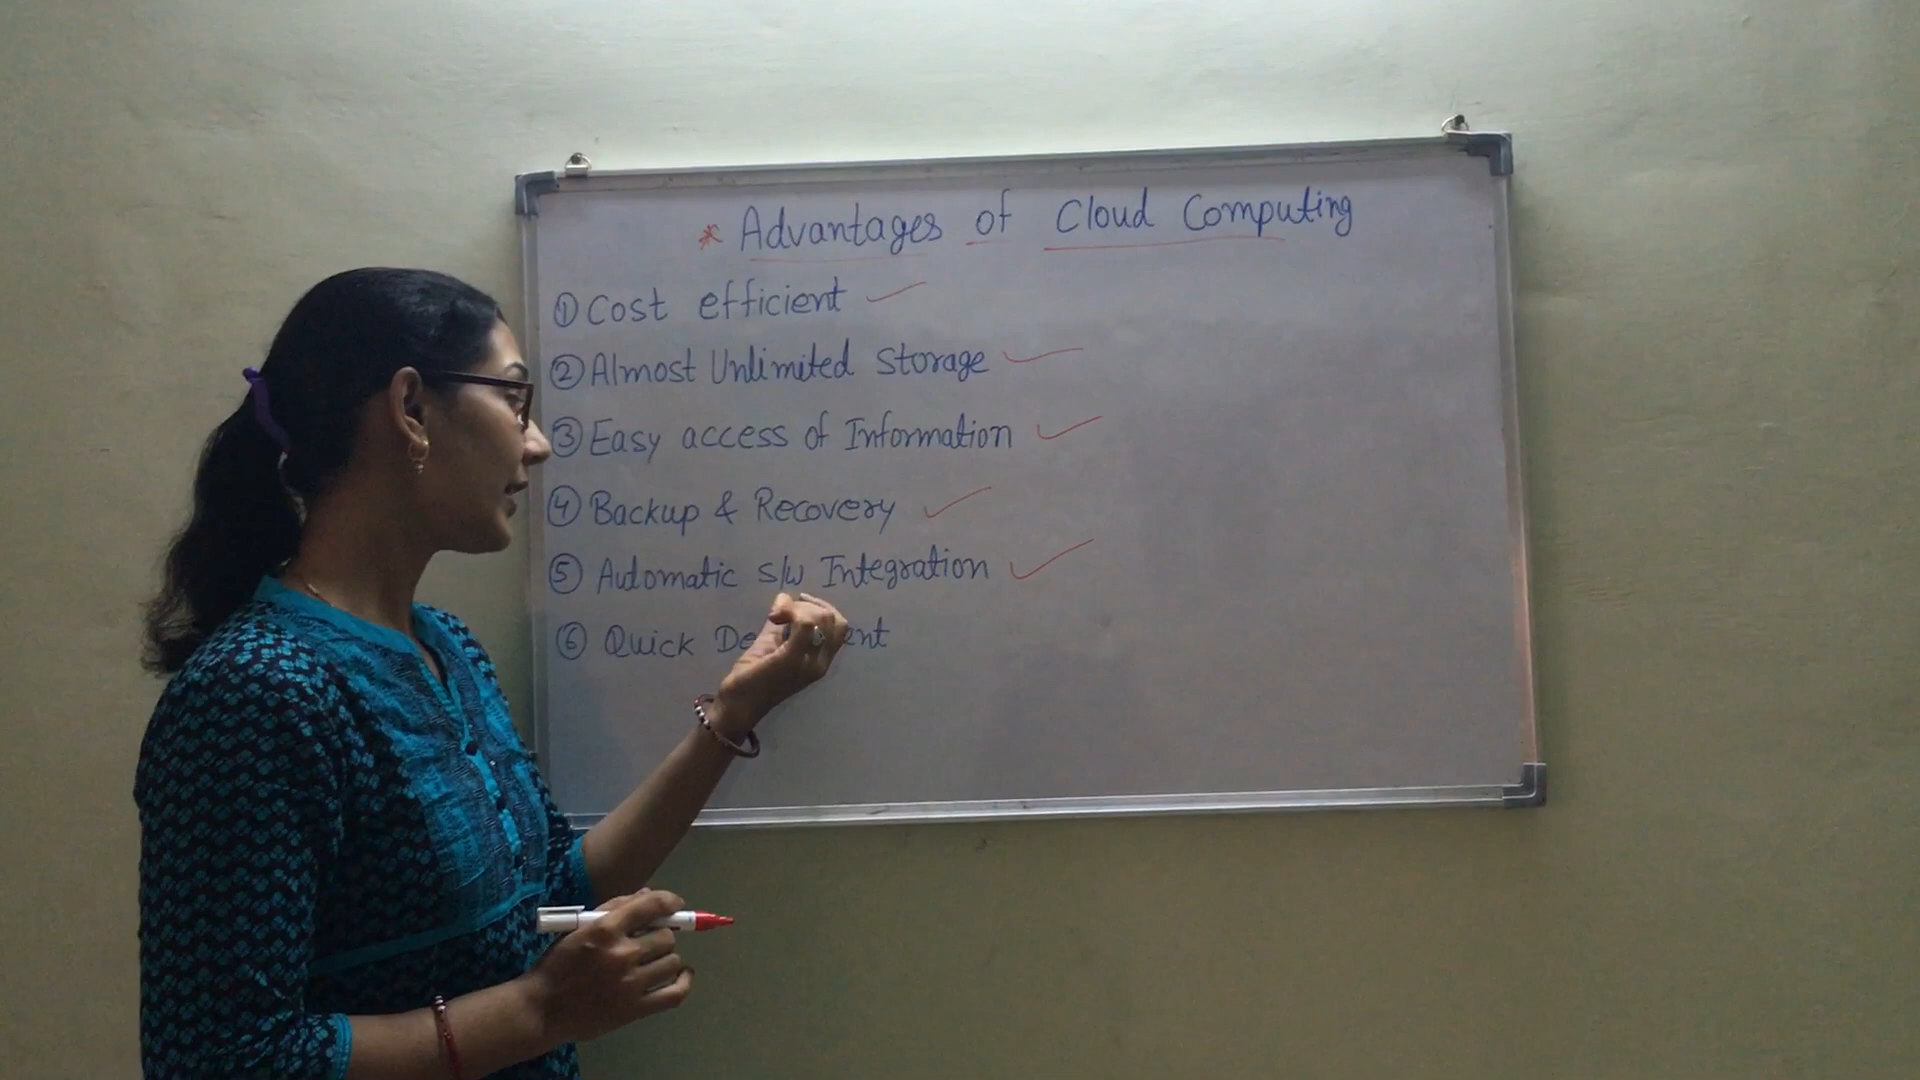 * Advantages of Cloud Computing
① Cost efficient
② Almost Unlimited Storage
③ Easy access of Information
④ Backup & Recovery
⑤ Automatic s/w Integration
⑥ Quick